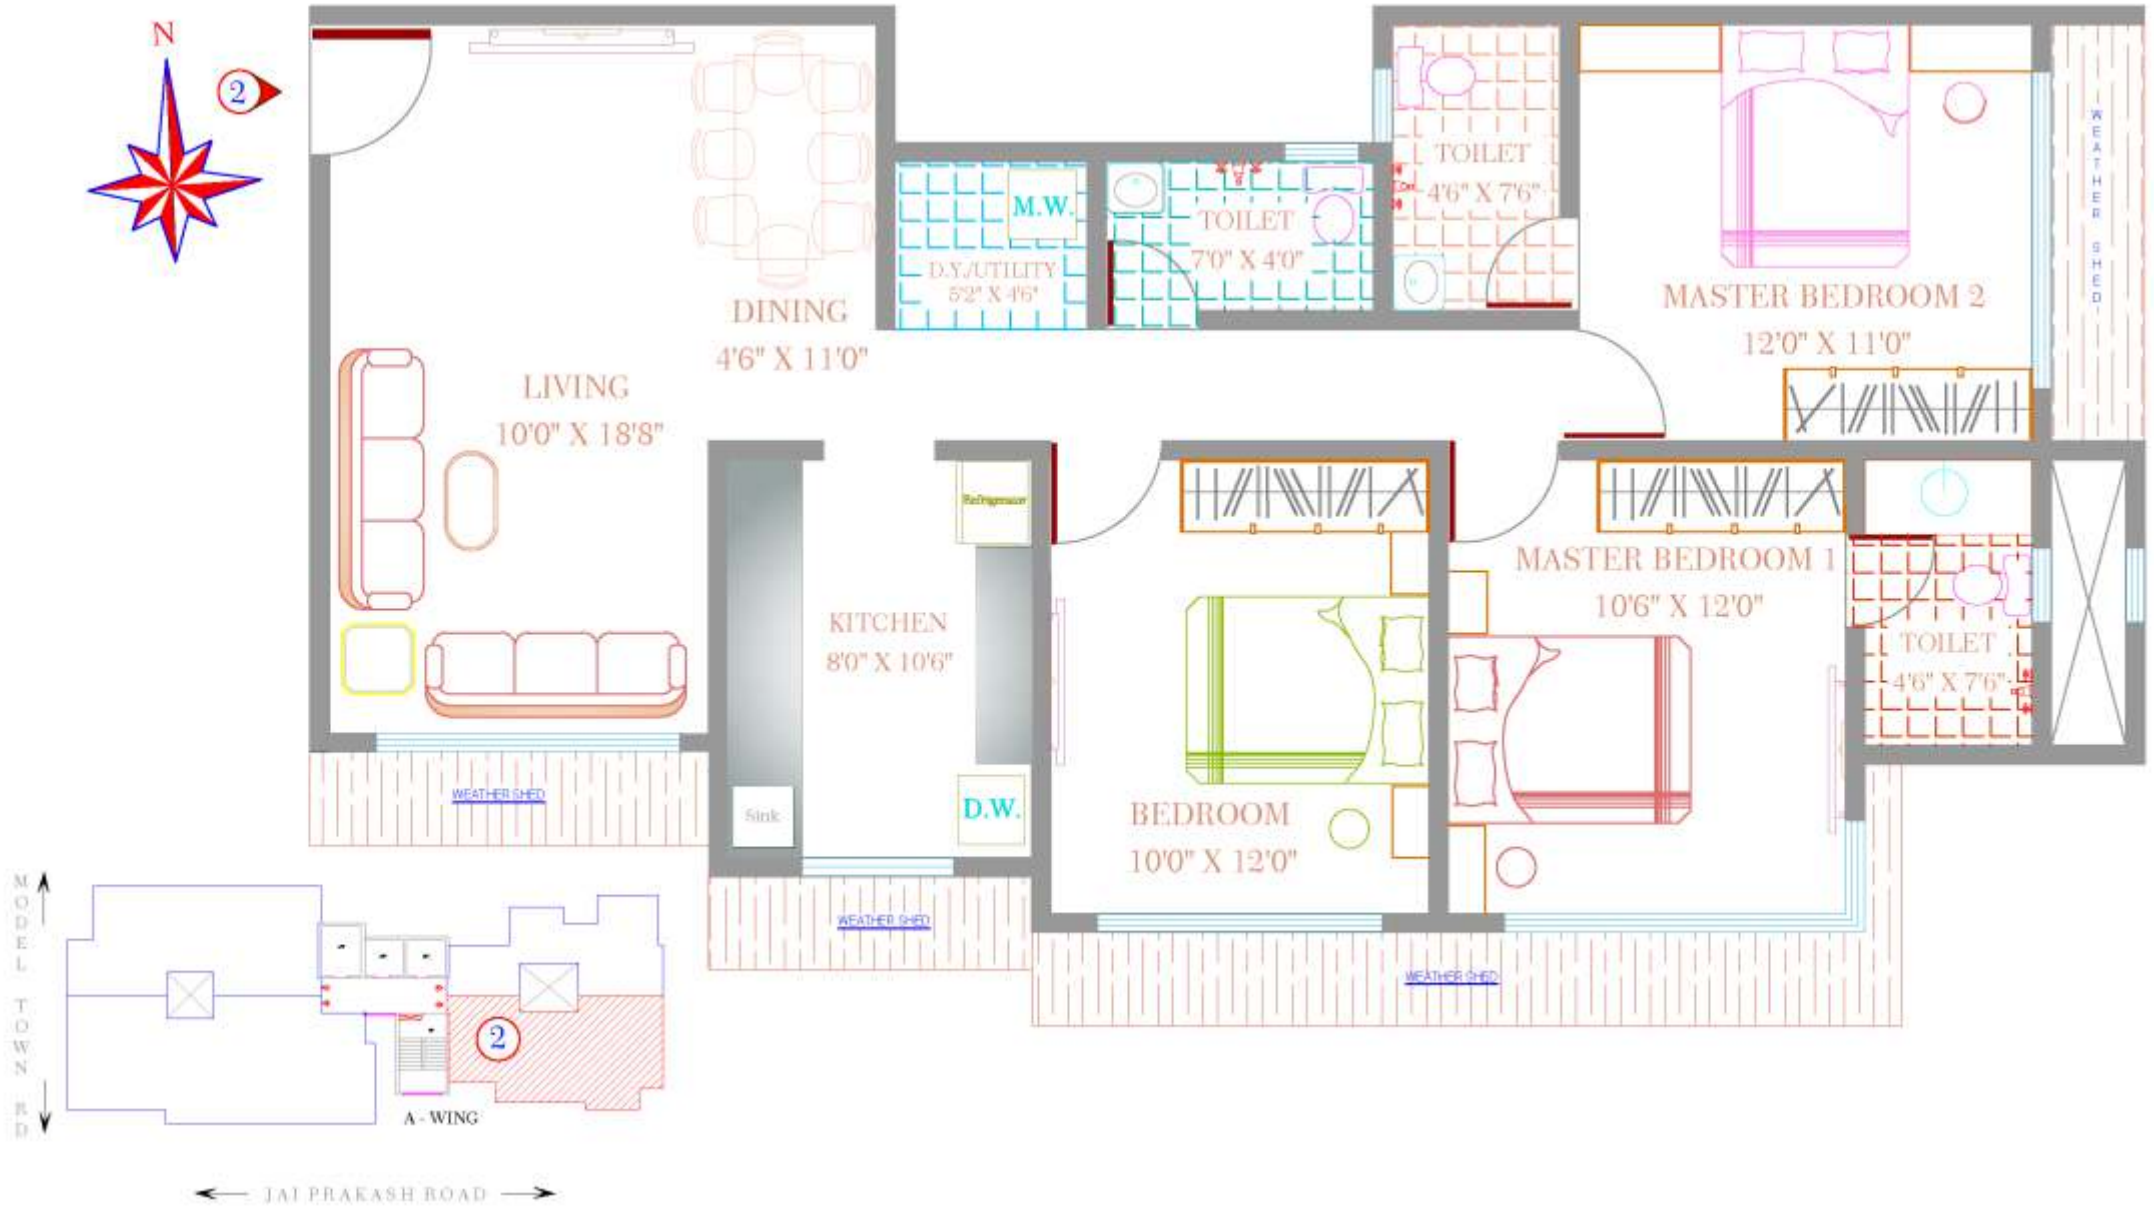 N
2
M.W.
D.Y./UTILITY
5'2" X 4'6"
TOILET
7'0" X 4'0"
TOILET
4'6" X 7'6"
MASTER BEDROOM 2
12'0" X 11'0"
WEATHER SHED
DINING
4'6" X 11'0"
LIVING
10'0" X 18'8"
Refrigerator
KITCHEN
8'0" X 10'6"
Sink
D.W.
MASTER BEDROOM 1
10'6" X 12'0"
TOILET
4'6" X 7'6"
BEDROOM
10'0" X 12'0"
WEATHER SHED
WEATHER SHED
WEATHER SHED
MODEL TOWN RD
2
A - WING
JAI PRAKASH ROAD